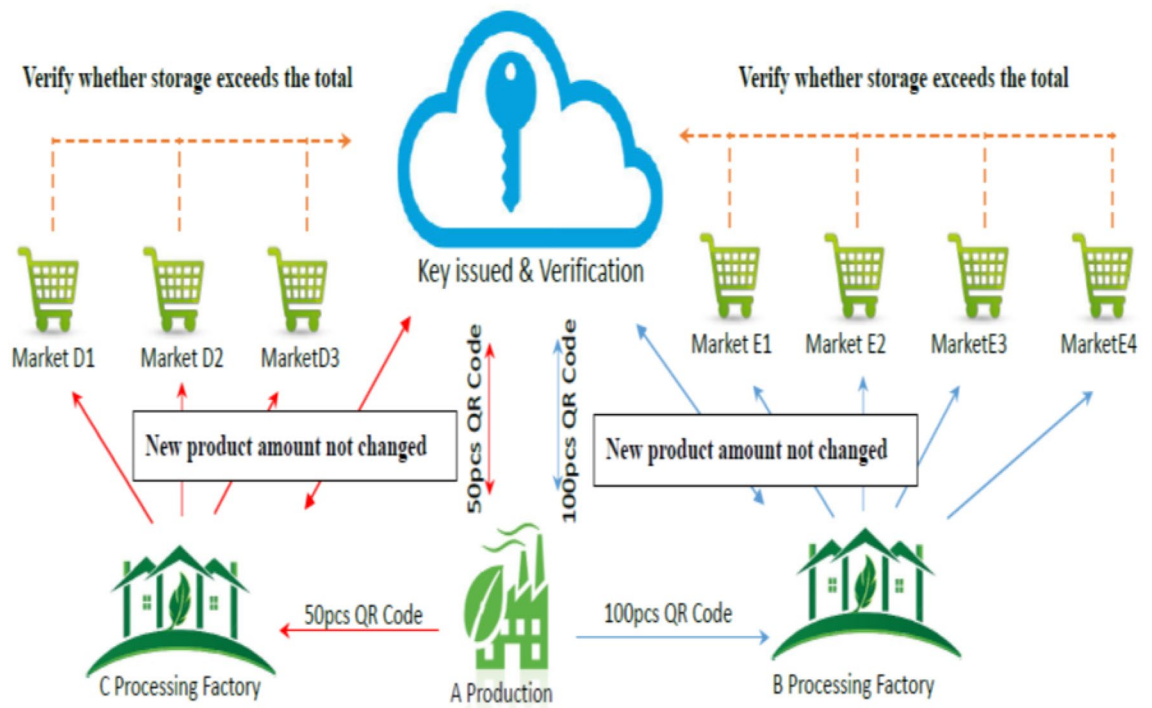 Verify whether storage exceeds the total
Verify whether storage exceeds the total
Key issued & Verification
Market D1
Market D2
MarketD3
Market E1
Market E2
MarketE3
MarketE4
50pcs QR Code
100pcs QR Code
New product amount not changed
New product amount not changed
50pcs QR Code
100pcs QR Code
C Processing Factory
A Production
B Processing Factory